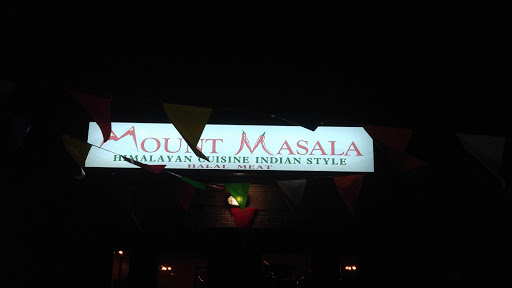 MOUNT MASALA
HIMALAYAN CUISINE INDIAN STYLE
HALAL MEAT